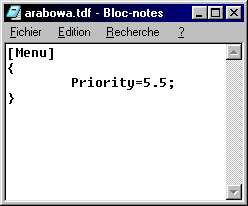 arabowa.tdf - Bloc-notes
Fichier Edition Recherche ?
[Menu]
{
Priority=5.5;
}